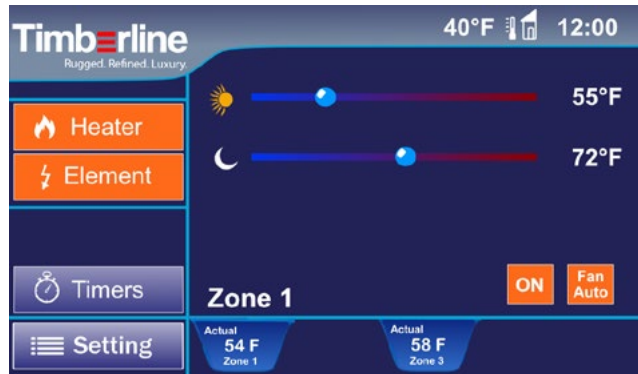 Timberline
Rugged. Refined. Luxury.
40°F 12:00
55°F
Heater
72°F
Element
Timers
Zone 1
ON
Fan
Auto
Setting
Actual
54 F
Zone 1
Actual
58 F
Zone 3